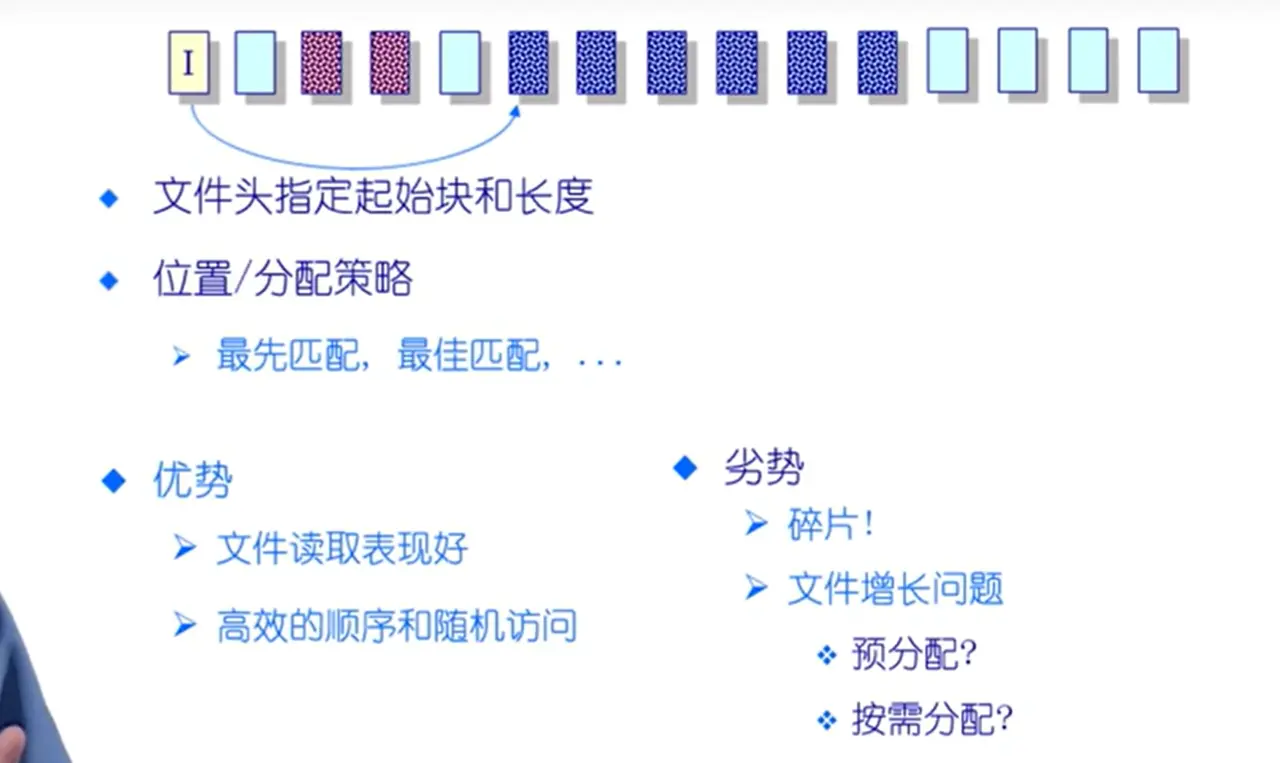 I
文件头指定起始块和长度
位置/分配策略
最先匹配, 最佳匹配, ...
优势
文件读取表现好
高效的顺序和随机访问
劣势
碎片!
文件增长问题
预分配?
按需分配?